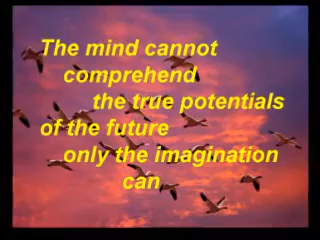 The mind cannot
comprehend
the true potentials
of the future
only the imagination
can